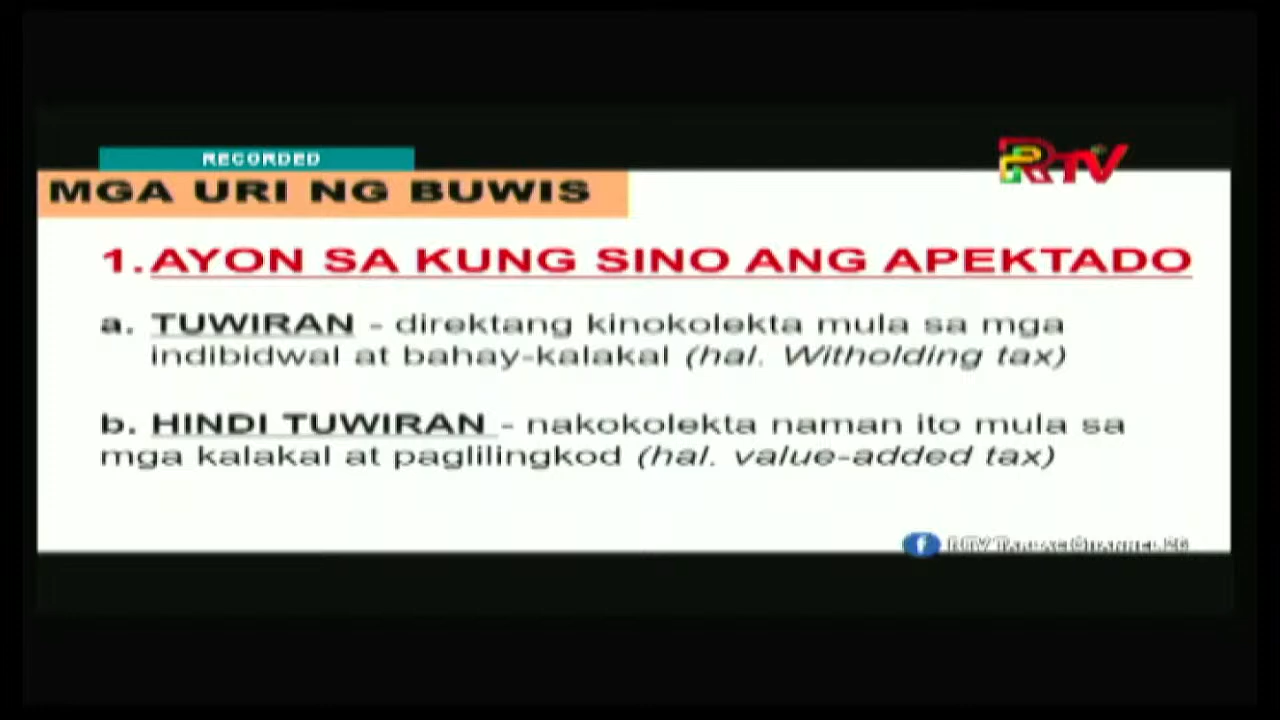 RECORDED
RTV
MGA URI NG BUWIS
1. AYON SA KUNG SINO ANG APEKTADO
a. TUWIRAN - direktang kinokolekta mula sa mga
indibidwal at bahay-kalakal (hal. Witholding tax)
b. HINDI TUWIRAN - nakokolekta naman ito mula sa
mga kalakal at paglilingkod (hal. value-added tax)